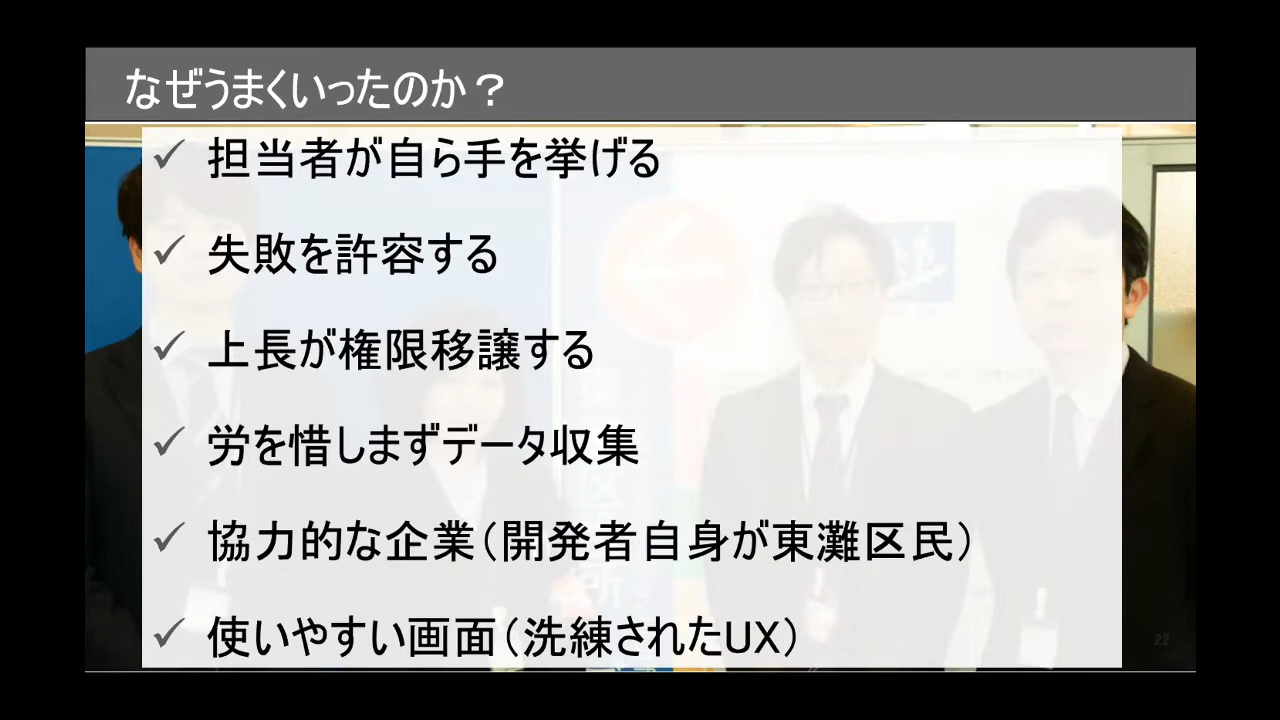 なぜうまくいったのか？
✓ 担当者が自ら手を挙げる
✓ 失敗を許容する
✓ 上長が権限移譲する
✓ 労を惜しまずデータ収集
✓ 協力的な企業（開発者自身が東灘区民）
✓ 使いやすい画面（洗練されたUX）
22